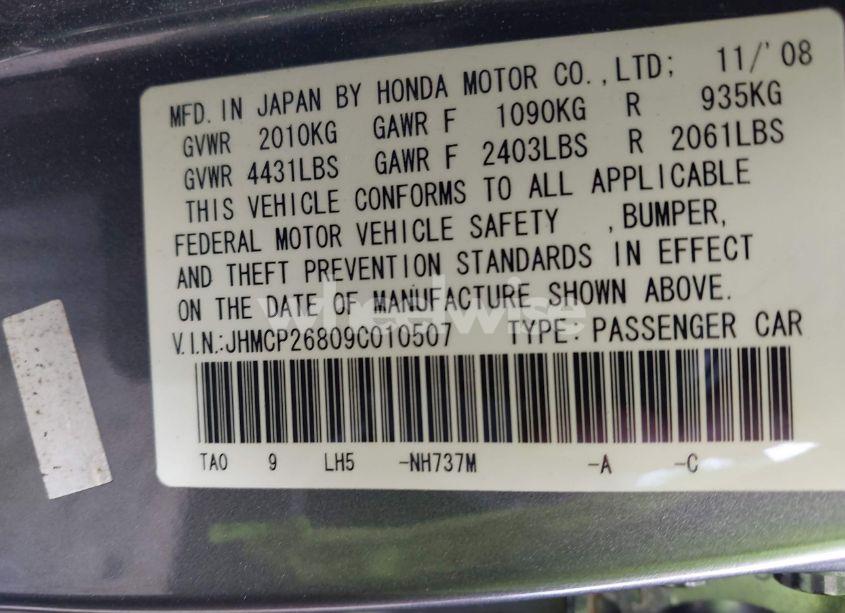 MFD. IN JAPAN BY HONDA MOTOR CO.,LTD; 11/'08
GVWR 2010KG GAWR F 1090KG R 935KG
GVWR 4431LBS GAWR F 2403LBS R 2061LBS
THIS VEHICLE CONFORMS TO ALL APPLICABLE
FEDERAL MOTOR VEHICLE SAFETY , BUMPER,
AND THEFT PREVENTION STANDARDS IN EFFECT
ON THE DATE OF MANUFACTURE SHOWN ABOVE.
wheelwise
V.I.N.:JHMCP26809C010507 TYPE: PASSENGER CAR
TA0 9 LH5 -NH737M -A -C